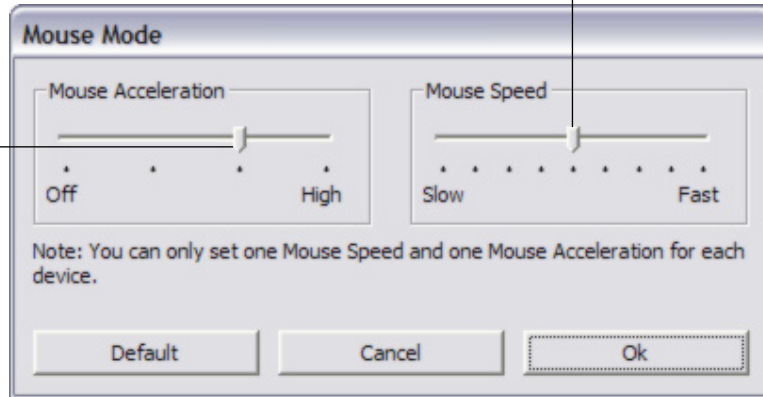 Mouse Mode
Mouse Acceleration
Off High
Mouse Speed
Slow Fast
Note: You can only set one Mouse Speed and one Mouse Acceleration for each
device.
Default Cancel Ok